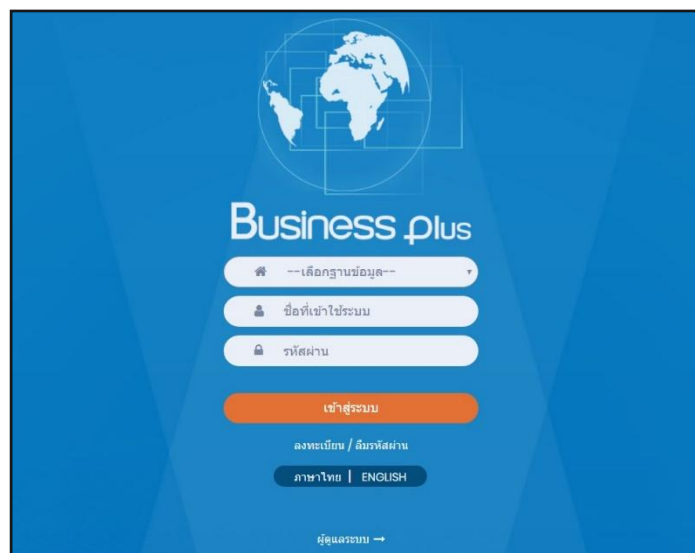 Business Plus
--เลือกฐานข้อมูล--
ชื่อที่เข้าใช้ระบบ
รหัสผ่าน
เข้าสู่ระบบ
ลงทะเบียน / ลืมรหัสผ่าน
ภาษาไทย | ENGLISH
ผู้ดูแลระบบ →